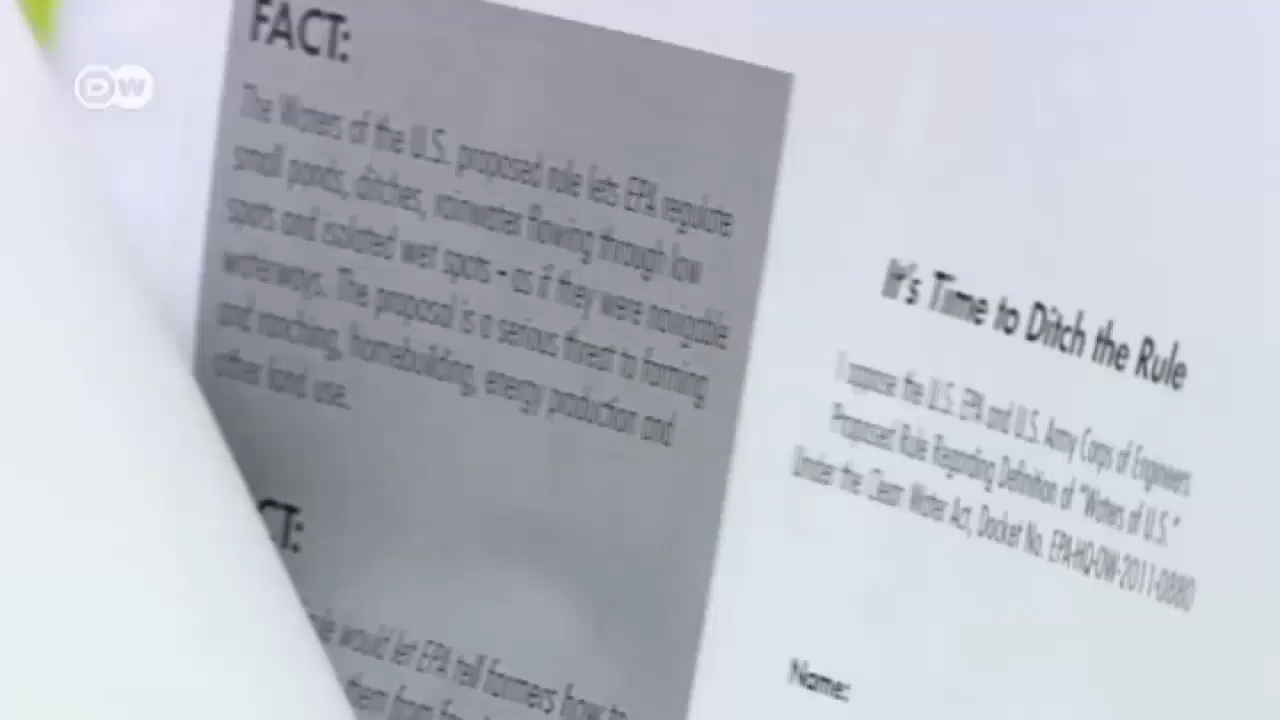 DW
FACT:
The Waters of the U.S. proposed rule lets EPA regulate
small ponds, ditches, rainwater flowing through low
spots and isolated wet spots - as if they were navigable
waterways. The proposal is a serious threat to farming
and ranching, homebuilding, energy production and
other land use.
CT:
would let EPA tell farmers how to
them from
It's Time to Ditch the Rule
I oppose the U.S. EPA and U.S. Army Corps of Engineers
Proposed Rule Regarding Definition of "Waters of U.S."
Under the Clean Water Act, Docket No. EPA-HQ-OW-2011-0880
Name: